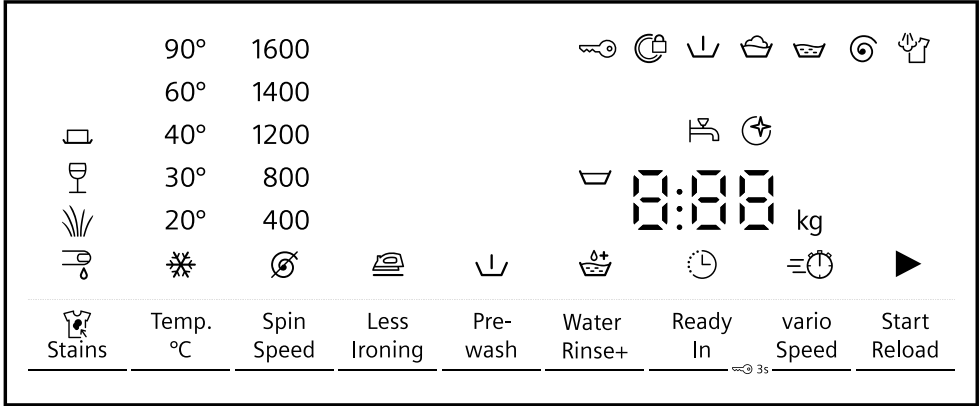 90° 1600
60° 1400
40° 1200
30° 800
20° 400
8:88 kg
Stains
Temp. °C
Spin Speed
Less Ironing
Pre-wash
Water Rinse+
Ready In
3s
vario Speed
Start Reload